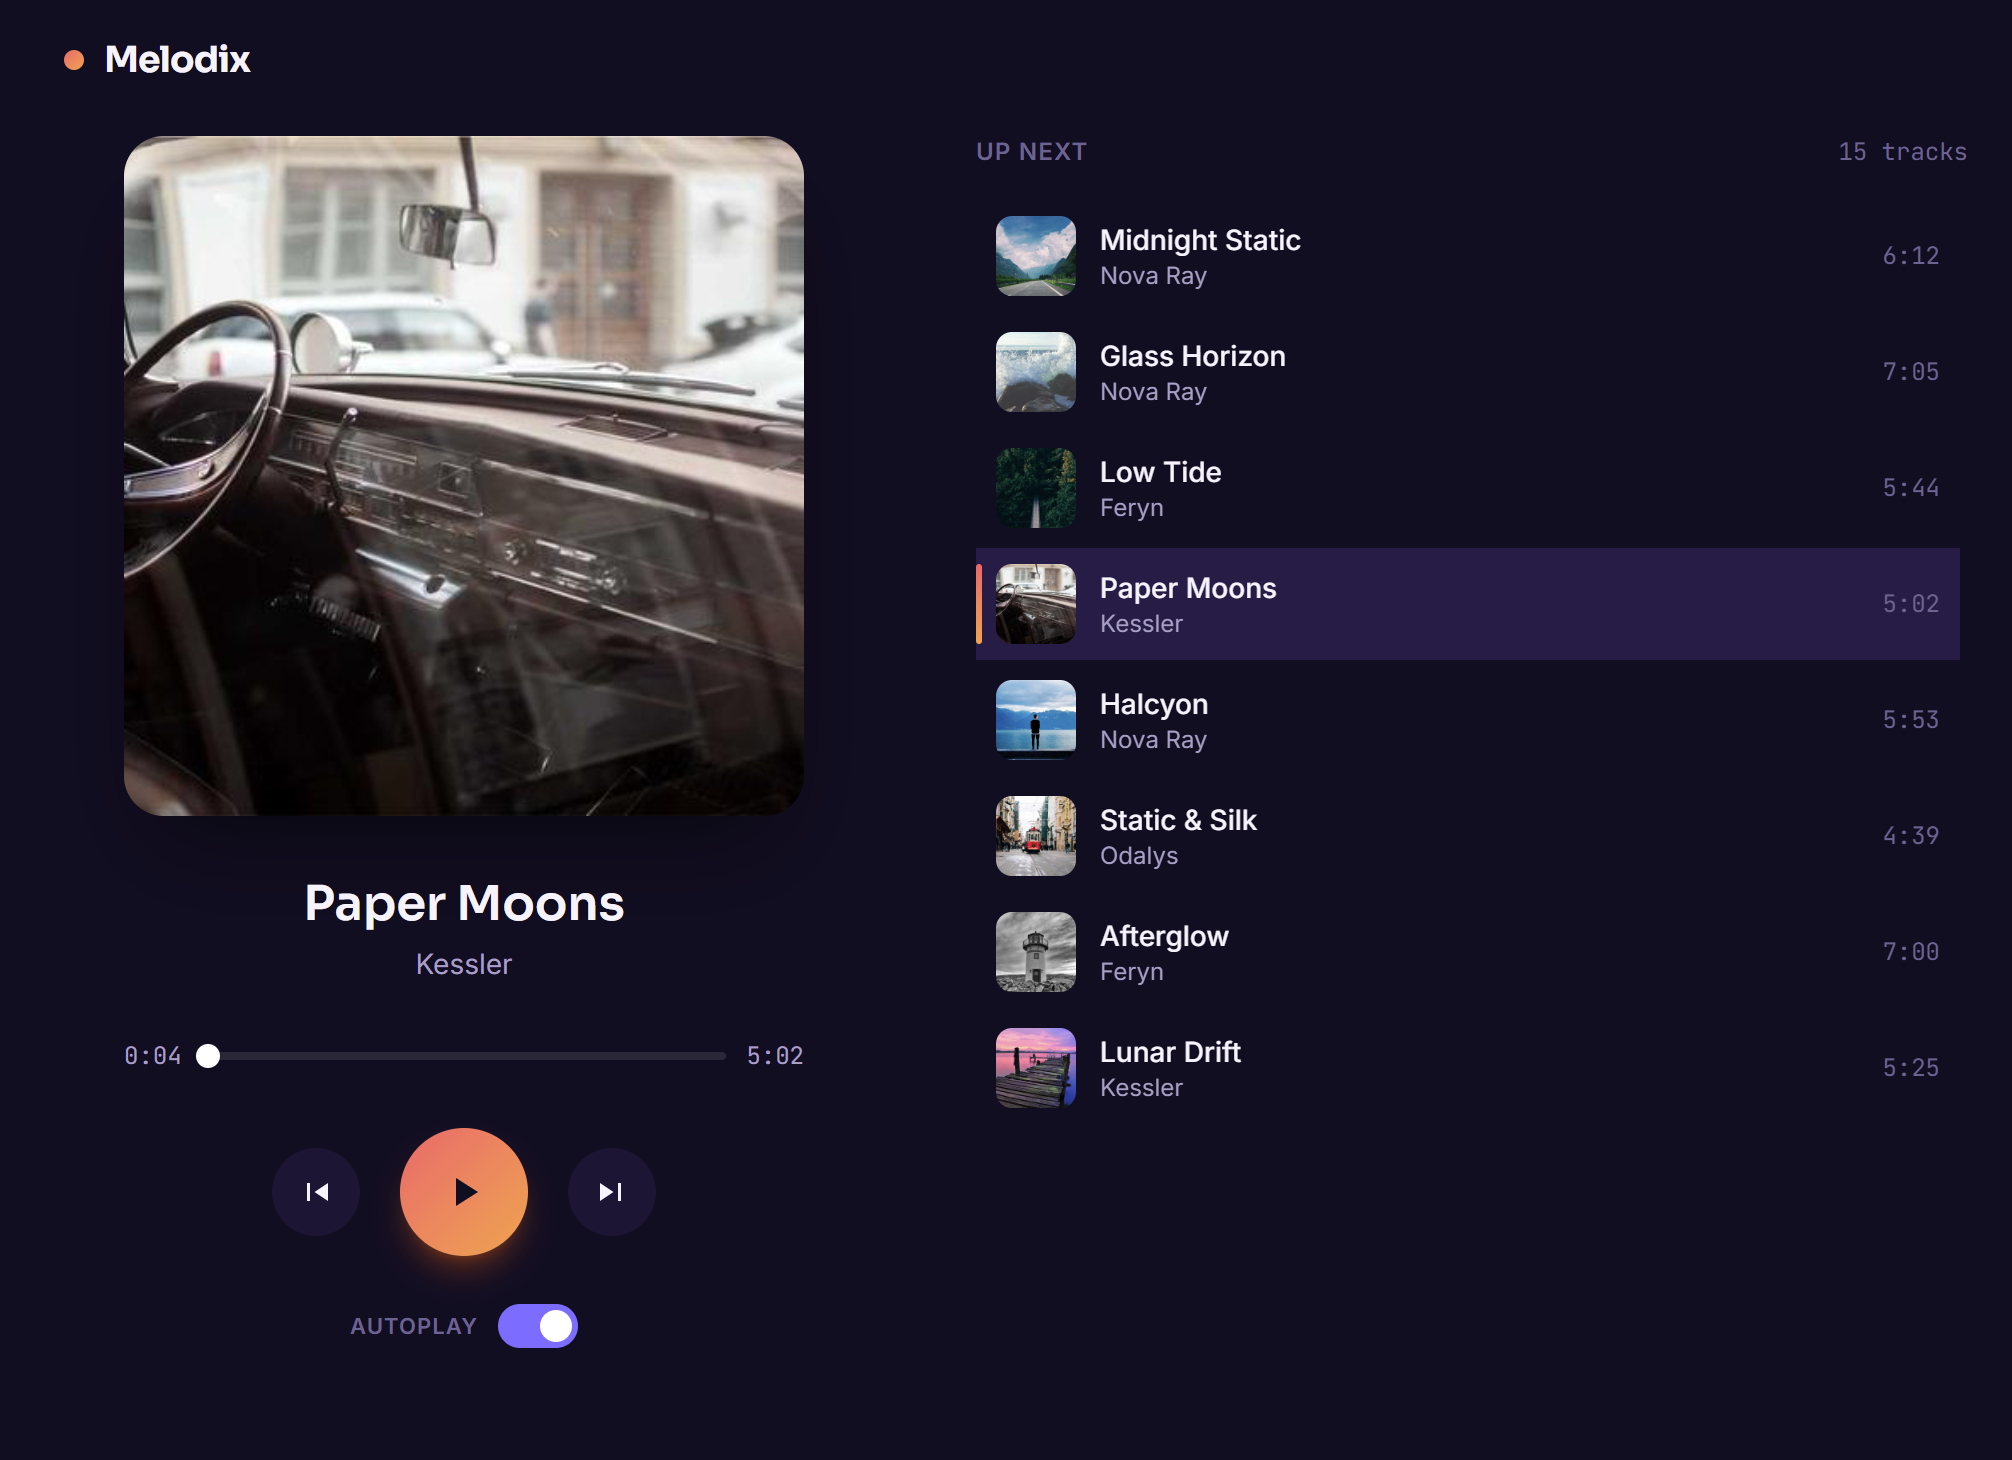 Melodix
UP NEXT
15 tracks
Midnight Static
Nova Ray
6:12
Glass Horizon
Nova Ray
7:05
Low Tide
Feryn
5:44
Paper Moons
Kessler
5:02
Halcyon
Nova Ray
5:53
Static & Silk
Odalys
4:39
Afterglow
Feryn
7:00
Lunar Drift
Kessler
5:25
Paper Moons
Kessler
0:04
5:02
AUTOPLAY